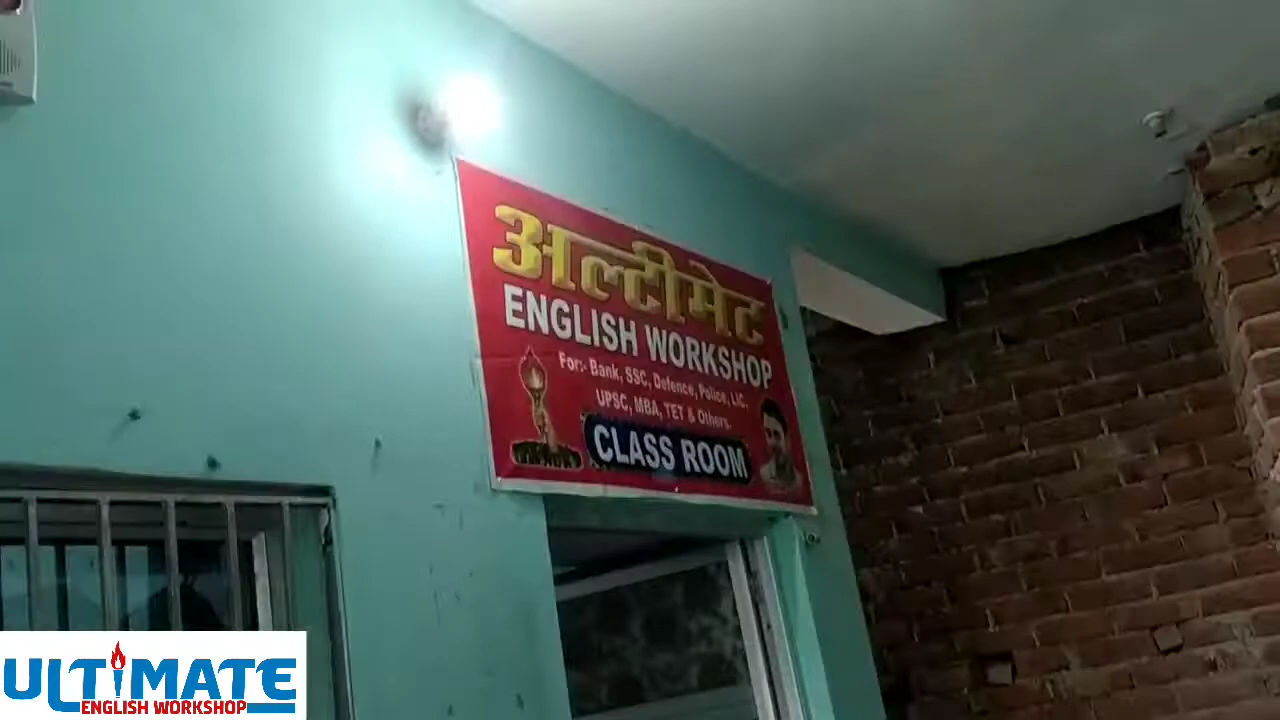 अल्टीमेट
ENGLISH WORKSHOP
For:- Bank, SSC, Defence, Police, LIC,
UPSC, MBA, TET & Others.
CLASS ROOM
ULTIMATE
ENGLISH WORKSHOP